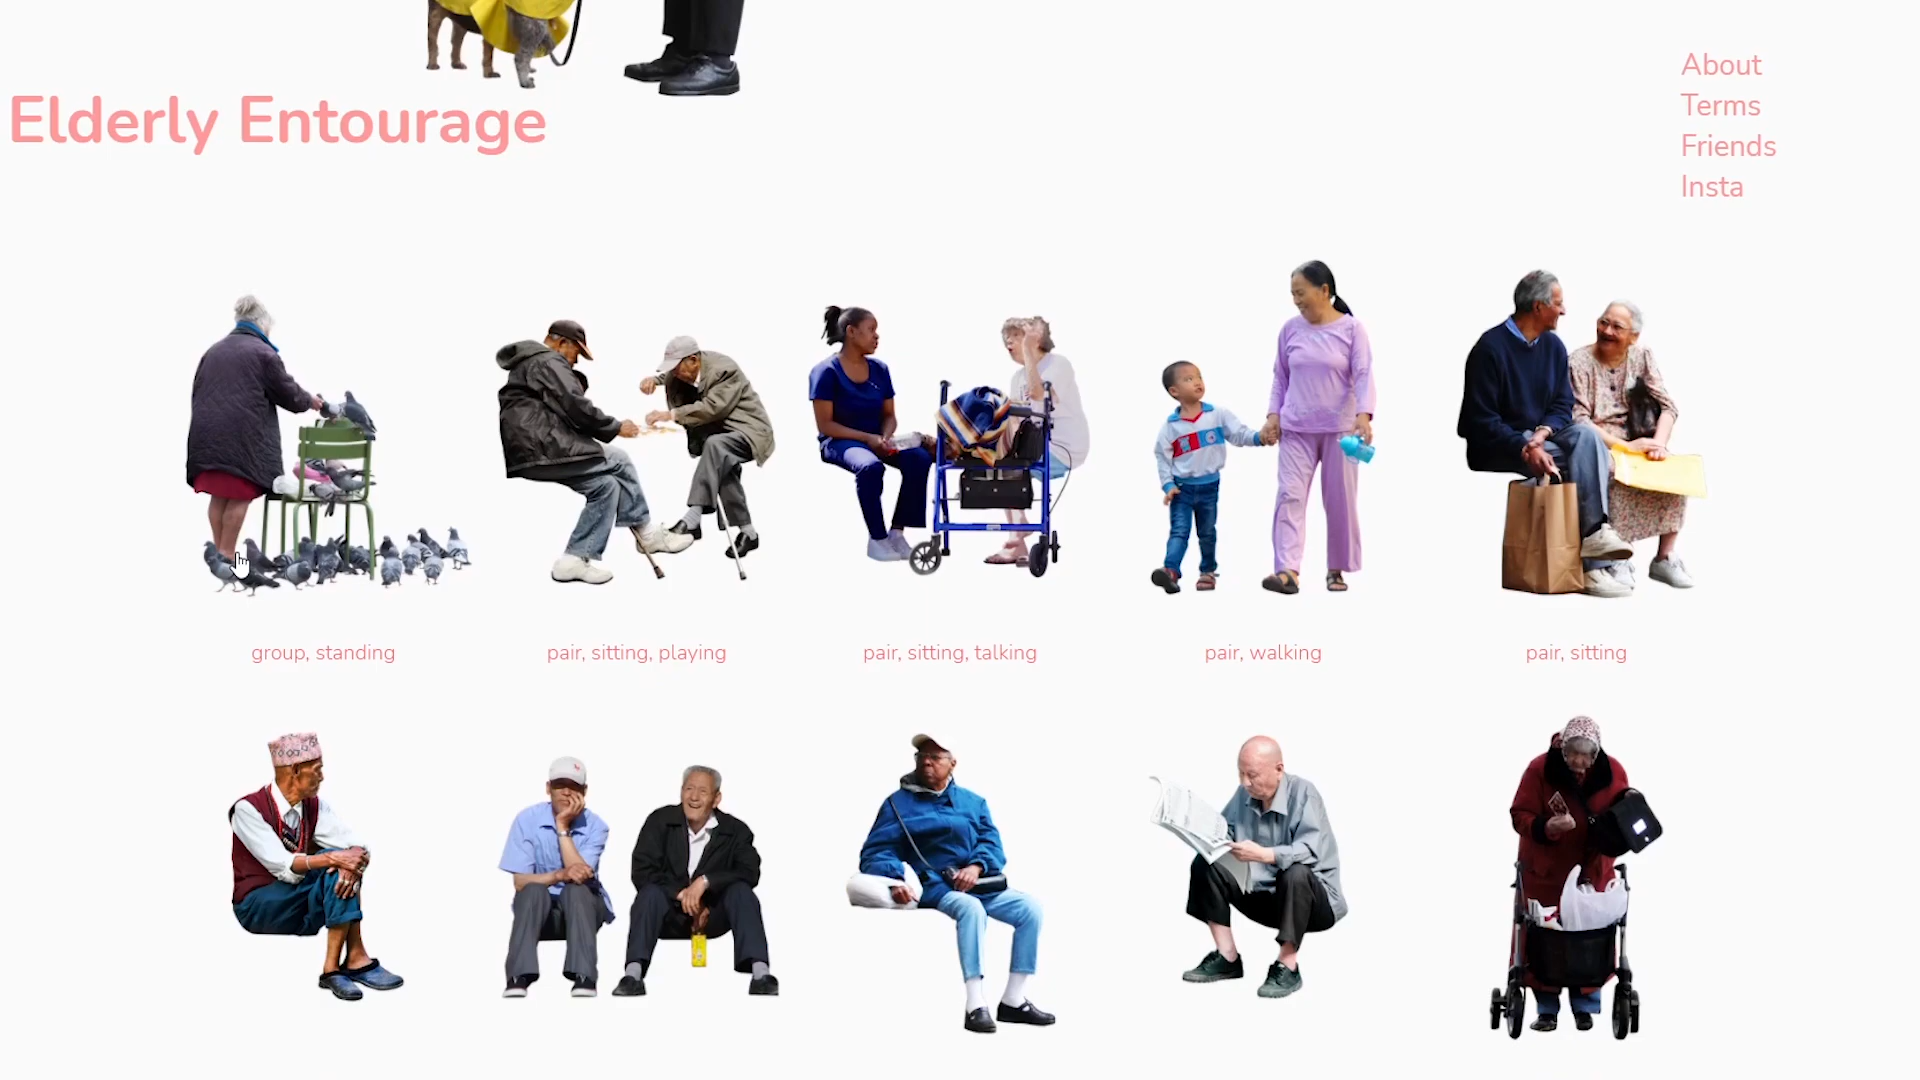 Elderly Entourage
About
Terms
Friends
Insta
group, standing
pair, sitting, playing
pair, sitting, talking
pair, walking
pair, sitting